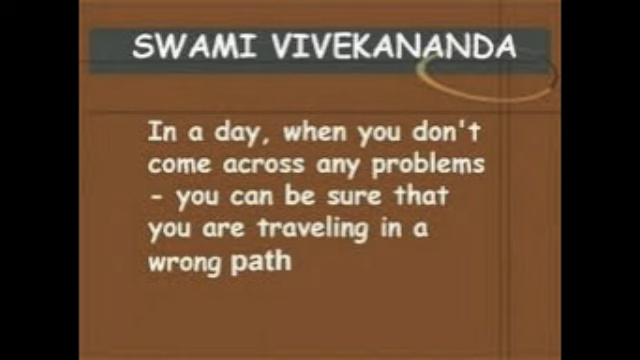 SWAMI VIVEKANANDA
In a day, when you don't
come across any problems
- you can be sure that
you are traveling in a
wrong path